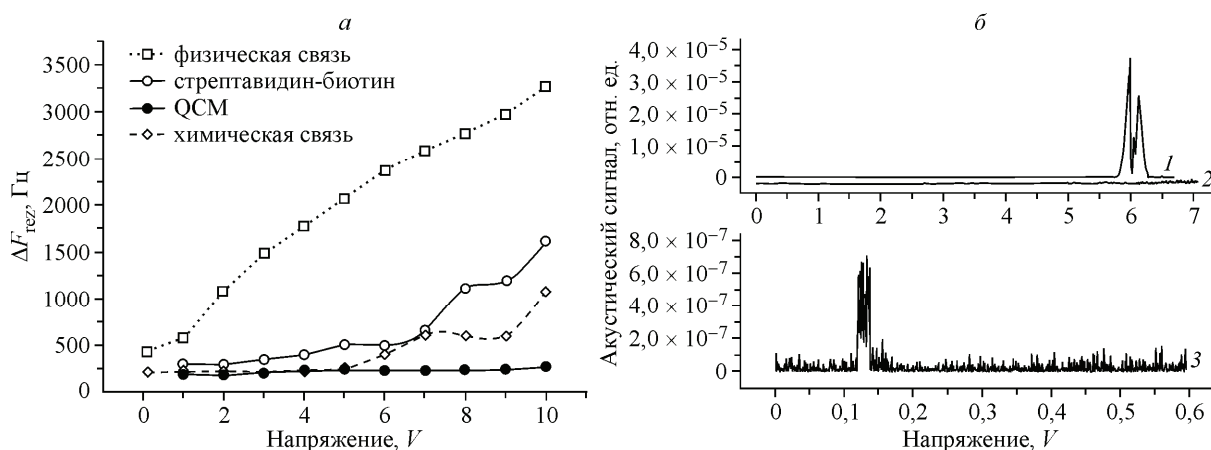 а
3500
3000
2500
2000
1500
1000
500
0
ΔF_rez, Гц
физическая связь
стрептавидин-биотин
QCM
химическая связь
0 2 4 6 8 10
Напряжение, V
б
Акустический сигнал, отн. ед.
4,0 × 10⁻⁵
3,0 × 10⁻⁵
2,0 × 10⁻⁵
1,0 × 10⁻⁵
0
1
2
0 1 2 3 4 5 6 7
8,0 × 10⁻⁷
6,0 × 10⁻⁷
4,0 × 10⁻⁷
2,0 × 10⁻⁷
0
3
0 0,1 0,2 0,3 0,4 0,5 0,6
Напряжение, V